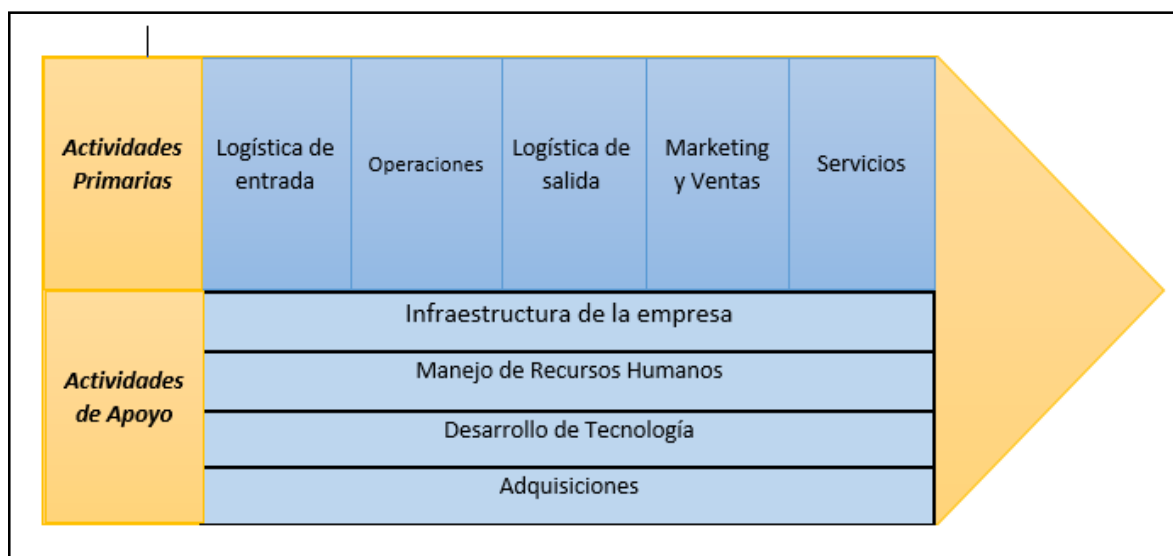 Actividades
Primarias
Logística de
entrada
Operaciones
Logística de
salida
Marketing
y Ventas
Servicios
Actividades
de Apoyo
Infraestructura de la empresa
Manejo de Recursos Humanos
Desarrollo de Tecnología
Adquisiciones